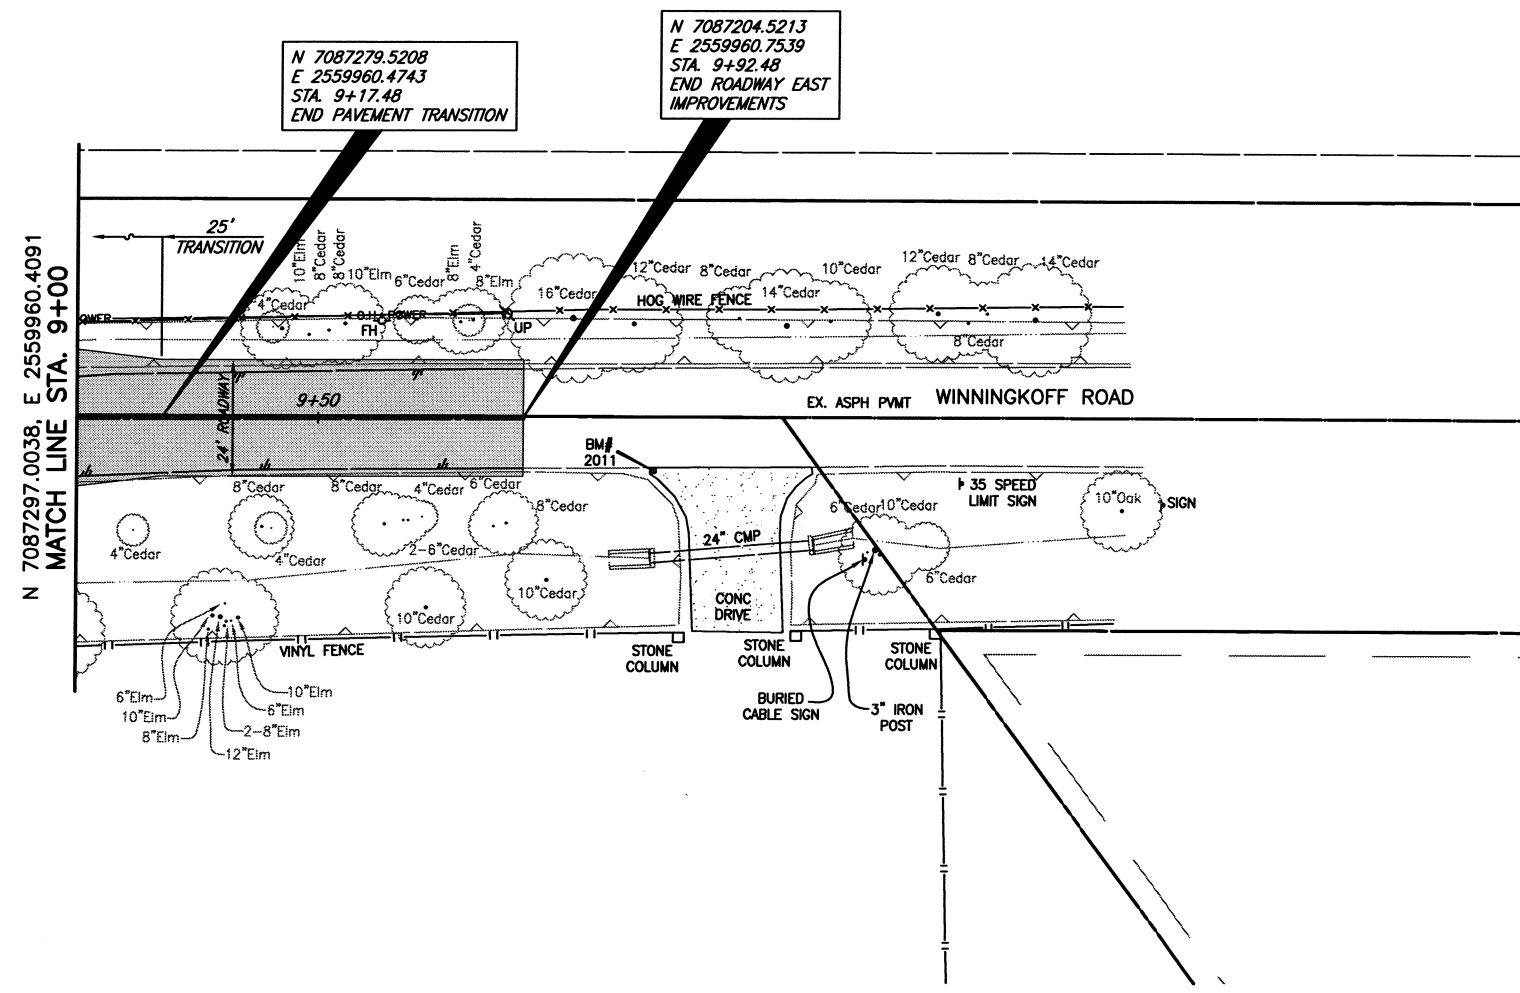 N 7087204.5213
E 2559960.7539
STA. 9+92.48
END ROADWAY EAST
IMPROVEMENTS
N 7087279.5208
E 2559960.4743
STA. 9+17.48
END PAVEMENT TRANSITION
N 7087297.0038, E 2559960.4091
MATCH LINE STA. 9+00
25'
TRANSITION
10"Elm
8"Cedar
8"Cedar
10"Elm
6"Cedar
8"Elm
4"Cedar
8"Elm
4"Cedar
16"Cedar
12"Cedar
8"Cedar
14"Cedar
10"Cedar
12"Cedar
8"Cedar
14"Cedar
HOG WIRE FENCE
OWER
O.H. POWER
FH
UP
8"Cedar
24' ROADWAY
9+50
EX. ASPH PVMT
WINNINGKOFF ROAD
BM#
2011
35 SPEED
LIMIT SIGN
10"Oak
SIGN
8"Cedar
8"Cedar
4"Cedar
6"Cedar
8"Cedar
6"Cedar
10"Cedar
4"Cedar
4"Cedar
2-6"Cedar
24" CMP
6"Cedar
10"Cedar
10"Cedar
CONC
DRIVE
VINYL FENCE
STONE
COLUMN
STONE
COLUMN
STONE
COLUMN
6"Elm
10"Elm
8"Elm
12"Elm
2-8"Elm
6"Elm
10"Elm
BURIED
CABLE SIGN
3" IRON
POST